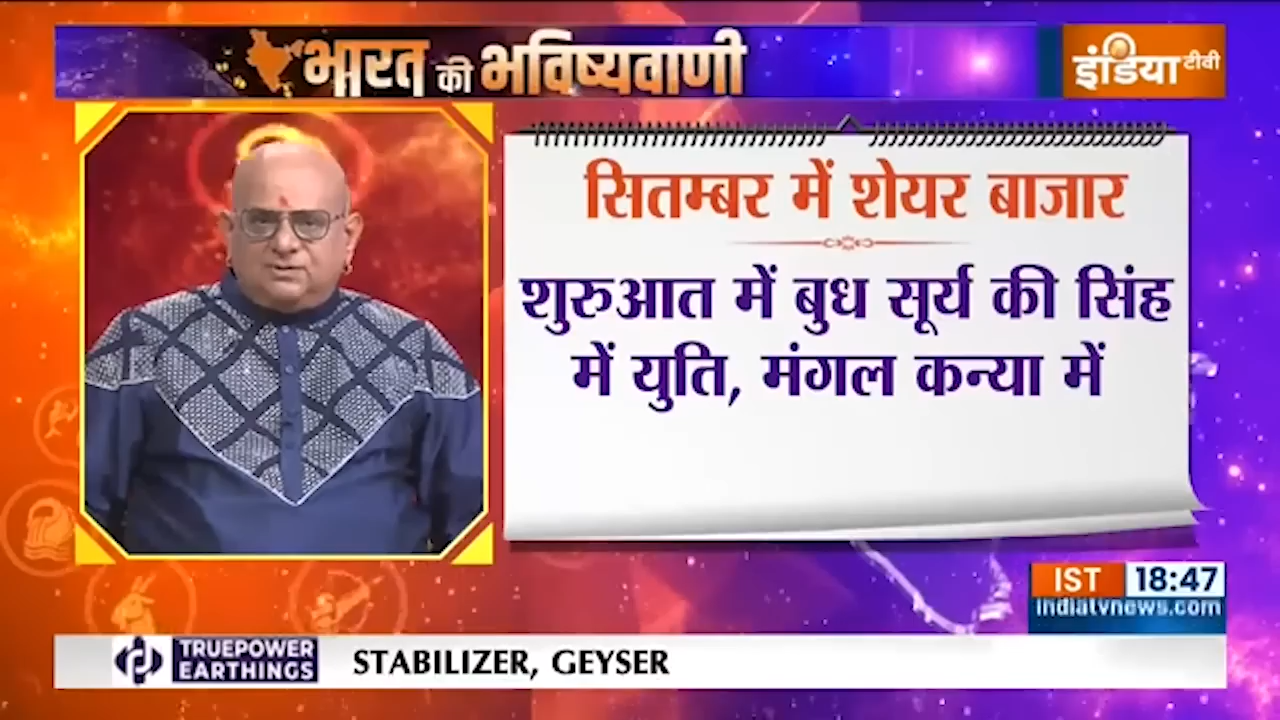 भारत की भविष्यवाणी
इंडिया टीवी
सितम्बर में शेयर बाजार
शुरुआत में बुध सूर्य की सिंह
में युति, मंगल कन्या में
IST 18:47
indiatvnews.com
TRUEPOWER
EARTHINGS
STABILIZER, GEYSER